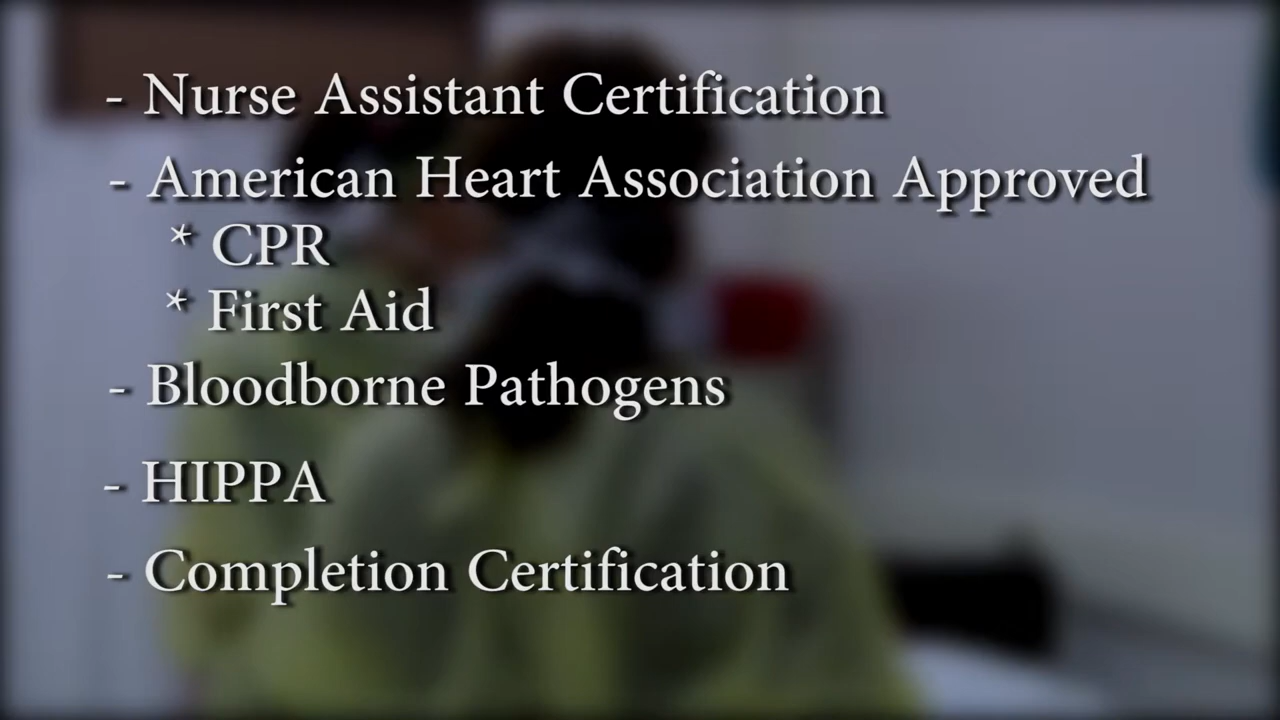 - Nurse Assistant Certification
- American Heart Association Approved
* CPR
* First Aid
- Bloodborne Pathogens
- HIPPA
- Completion Certification